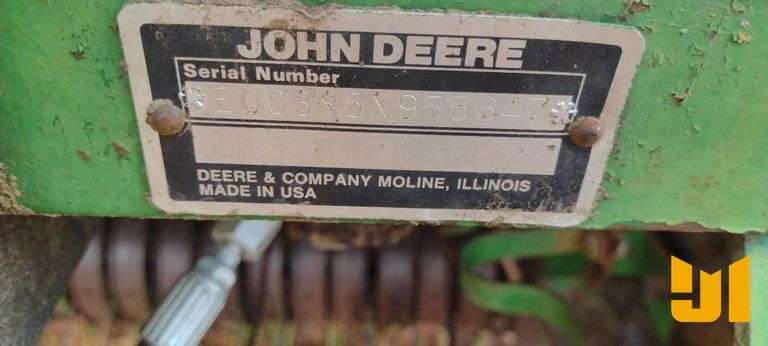 JOHN DEERE
Serial Number
DEERE & COMPANY MOLINE, ILLINOIS
MADE IN USA